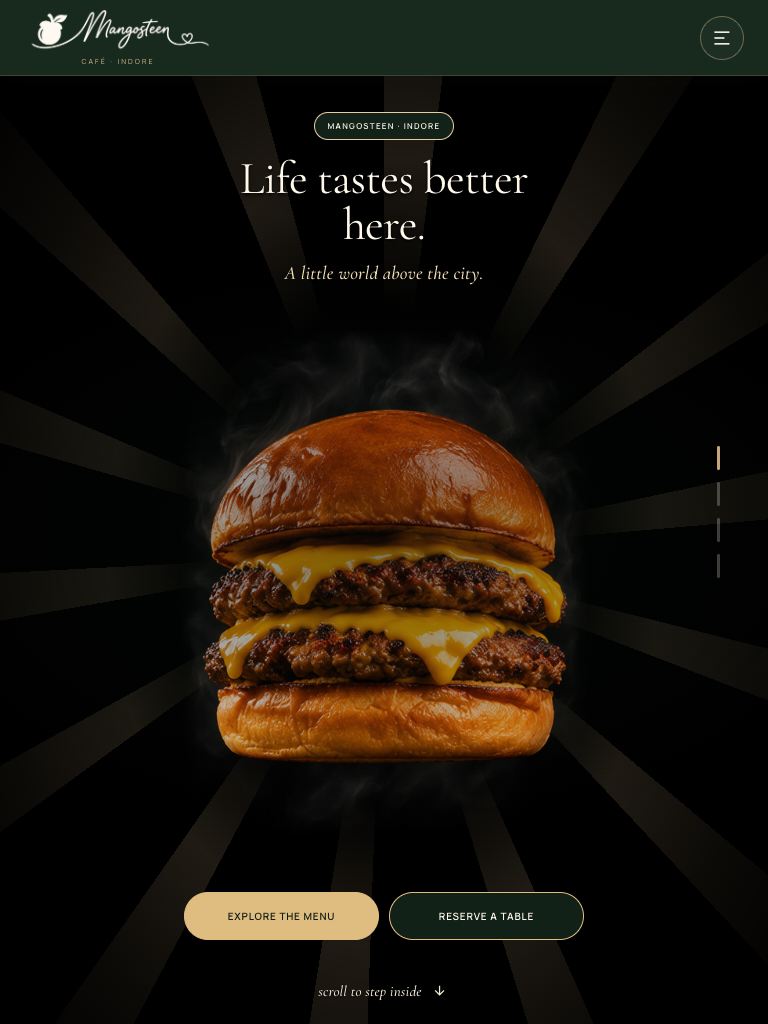 Mangosteen
CAFÉ · INDORE
MANGOSTEEN · INDORE
Life tastes better
here.
A little world above the city.
EXPLORE THE MENU
RESERVE A TABLE
scroll to step inside